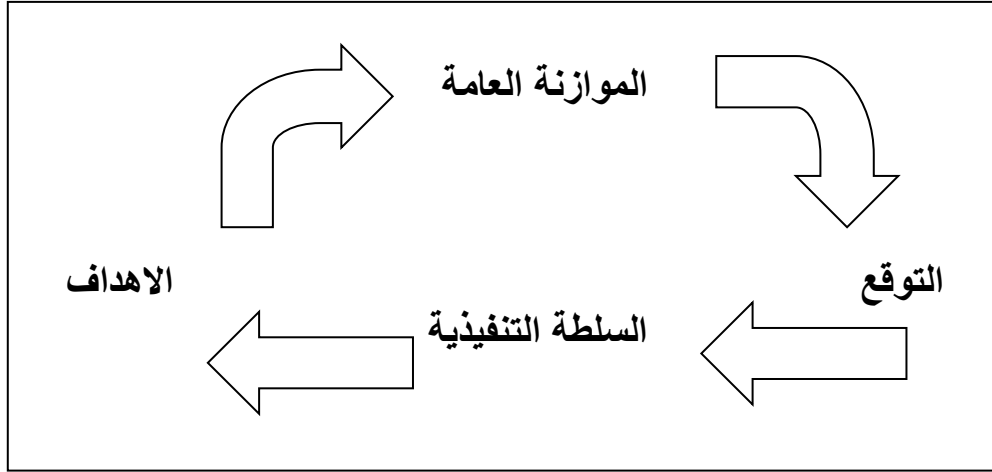 الموازنة العامة
التوقع
الاهداف
السلطة التنفيذية